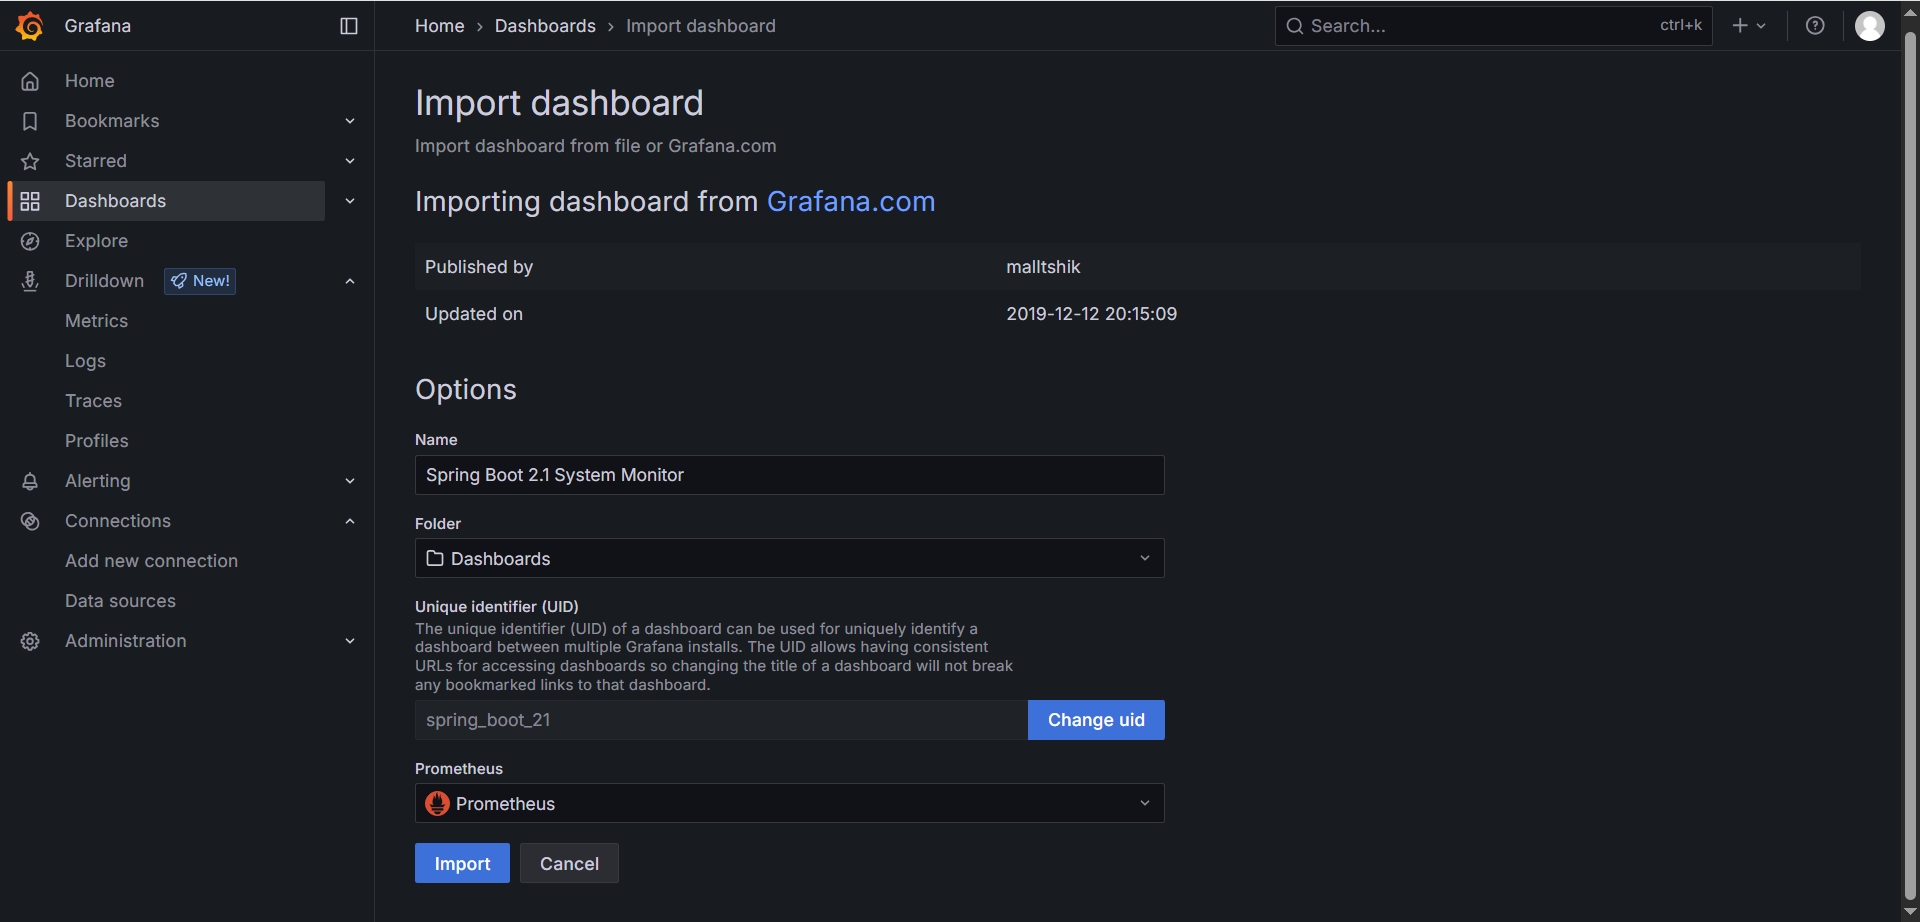 Grafana
Home
Bookmarks
Starred
Dashboards
Explore
Drilldown New!
Metrics
Logs
Traces
Profiles
Alerting
Connections
Add new connection
Data sources
Administration
Home › Dashboards › Import dashboard
Search... ctrl+k
Import dashboard
Import dashboard from file or Grafana.com
Importing dashboard from Grafana.com
Published by malltshik
Updated on 2019-12-12 20:15:09
Options
Name
Spring Boot 2.1 System Monitor
Folder
Dashboards
Unique identifier (UID)
The unique identifier (UID) of a dashboard can be used for uniquely identify a
dashboard between multiple Grafana installs. The UID allows having consistent
URLs for accessing dashboards so changing the title of a dashboard will not break
any bookmarked links to that dashboard.
spring_boot_21 Change uid
Prometheus
Prometheus
Import Cancel